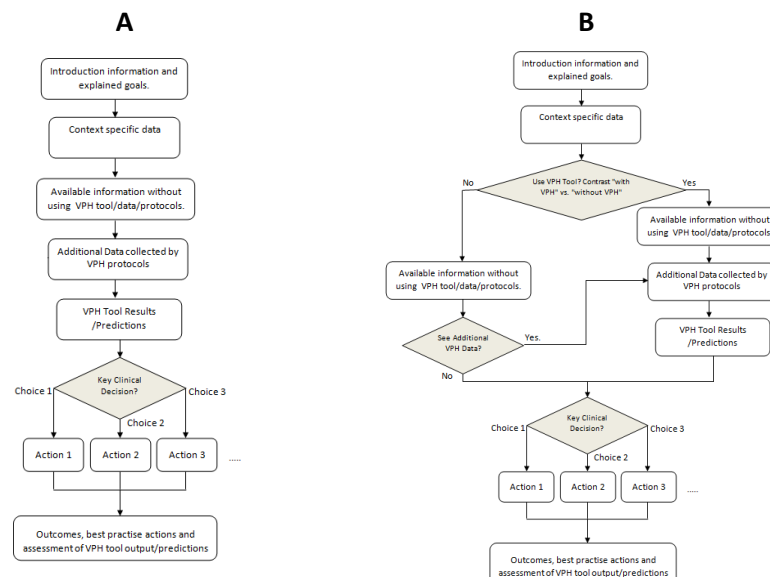 A
Introduction information and
explained goals.
Context specific data
Available information without
using VPH tool/data/protocols.
Additional Data collected by
VPH protocols
VPH Tool Results
/Predictions
Key Clinical
Decision?
Choice 1
Choice 3
Choice 2
Action 1
Action 2
Action 3
.....
Outcomes, best practise actions and
assessment of VPH tool output/predictions
B
Introduction information and
explained goals.
Context specific data
No
Use VPH Tool? Contrast "with
VPH" vs. "without VPH"
Yes
Available information without
using VPH tool/data/protocols.
Available information without
using VPH tool/data/protocols.
Additional Data collected by
VPH protocols
See Additional
VPH Data?
Yes.
VPH Tool Results
/Predictions
No
Key Clinical
Decision?
Choice 1
Choice 3
Choice 2
Action 1
Action 2
Action 3
.....
Outcomes, best practise actions and
assessment of VPH tool output/predictions